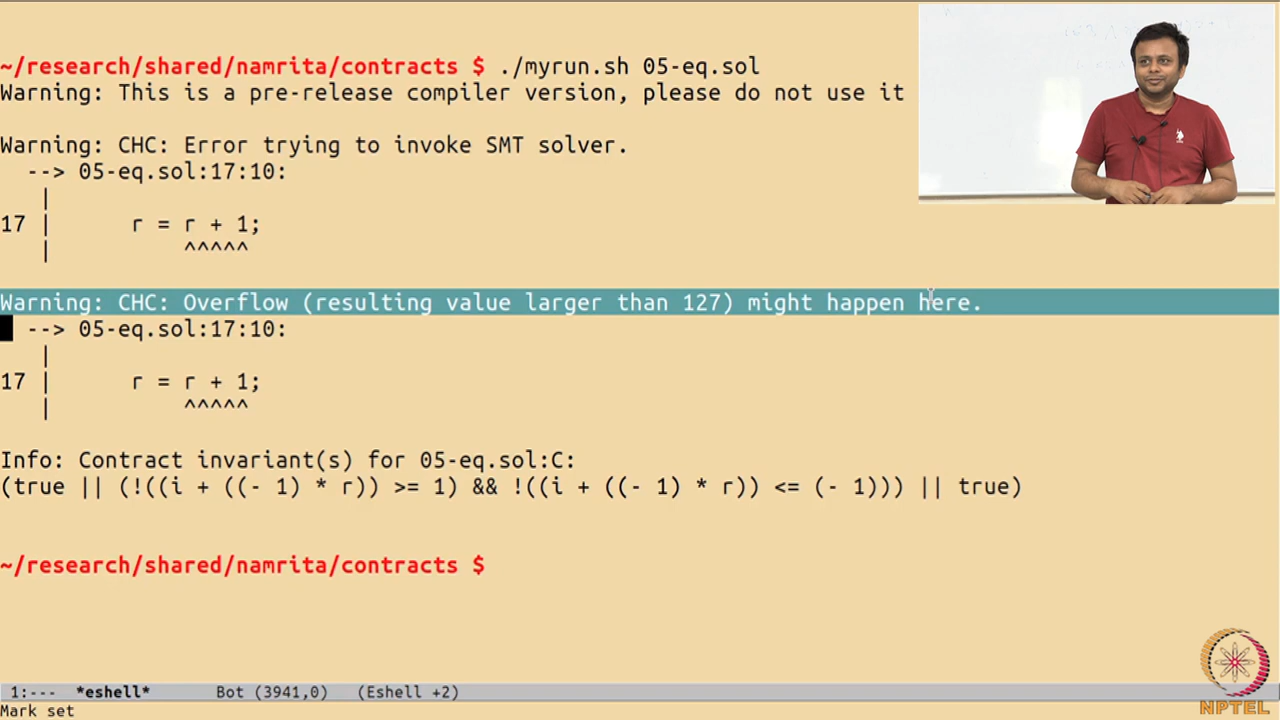 ~/research/shared/namrita/contracts $ ./myrun.sh 05-eq.sol
Warning: This is a pre-release compiler version, please do not use it
Warning: CHC: Error trying to invoke SMT solver.
--> 05-eq.sol:17:10:
|
17 | r = r + 1;
| ^^^^^
Warning: CHC: Overflow (resulting value larger than 127) might happen here.
--> 05-eq.sol:17:10:
|
17 | r = r + 1;
| ^^^^^
Info: Contract invariant(s) for 05-eq.sol:C:
(true || (!((i + ((- 1) * r)) >= 1) && !((i + ((- 1) * r)) <= (- 1))) || true)
~/research/shared/namrita/contracts $
1:--- *eshell* Bot (3941,0) (Eshell +2)
Mark set
NPTEL